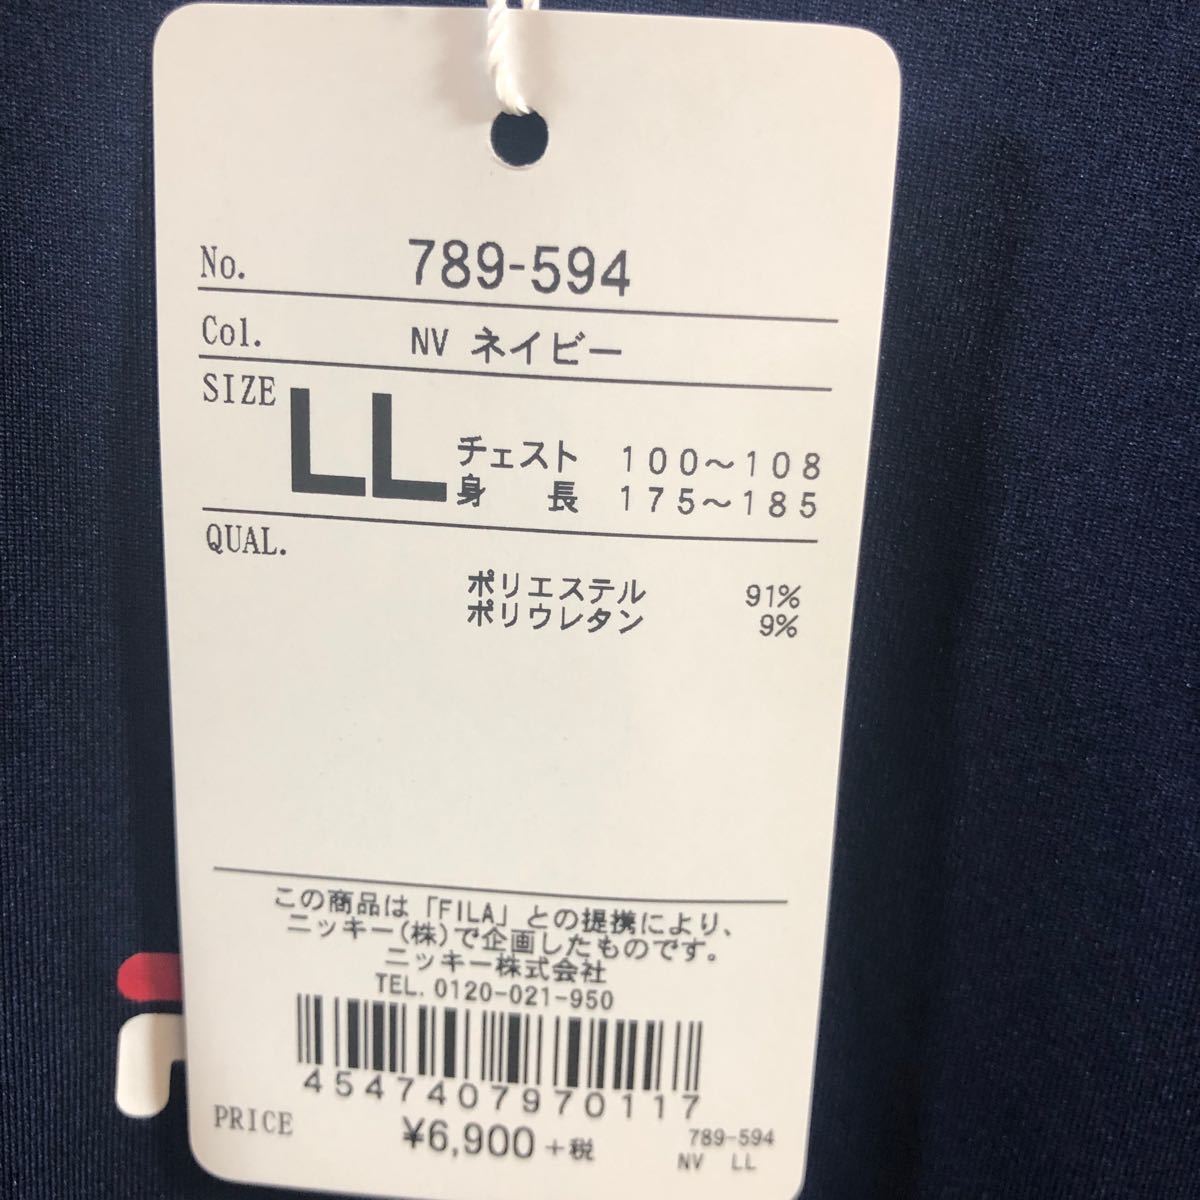 No. 789-594
Col. NV ネイビー
SIZE LL チェスト 100～108
身長 175～185
QUAL.
ポリエステル 91%
ポリウレタン 9%
この商品は「FILA」との提携により、
ニッキー(株)で企画したものです。
ニッキー株式会社
TEL. 0120-021-950
4547407970117
PRICE ¥6,900 +税
789-594
NV LL